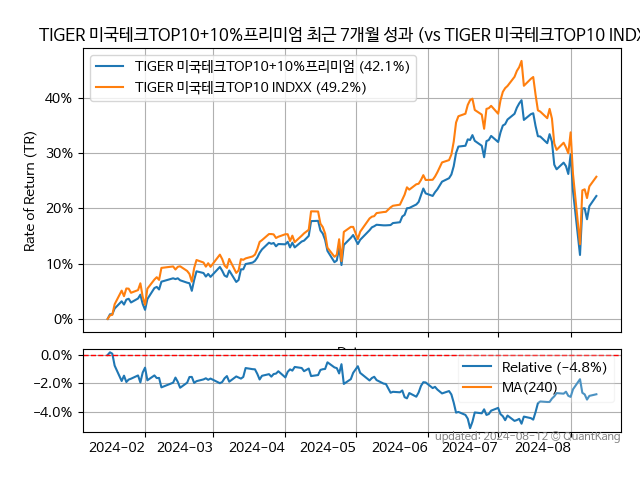 TIGER 미국테크TOP10+10%프리미엄 최근 7개월 성과 (vs TIGER 미국테크TOP10 INDX
TIGER 미국테크TOP10+10%프리미엄 (42.1%)
TIGER 미국테크TOP10 INDXX (49.2%)
Rate of Return (TR)
40%
30%
20%
10%
0%
0.0%
−2.0%
−4.0%
Relative (−4.8%)
MA(240)
updated: 2024-08-12 © QuantKang
2024-02 2024-03 2024-04 2024-05 2024-06 2024-07 2024-08